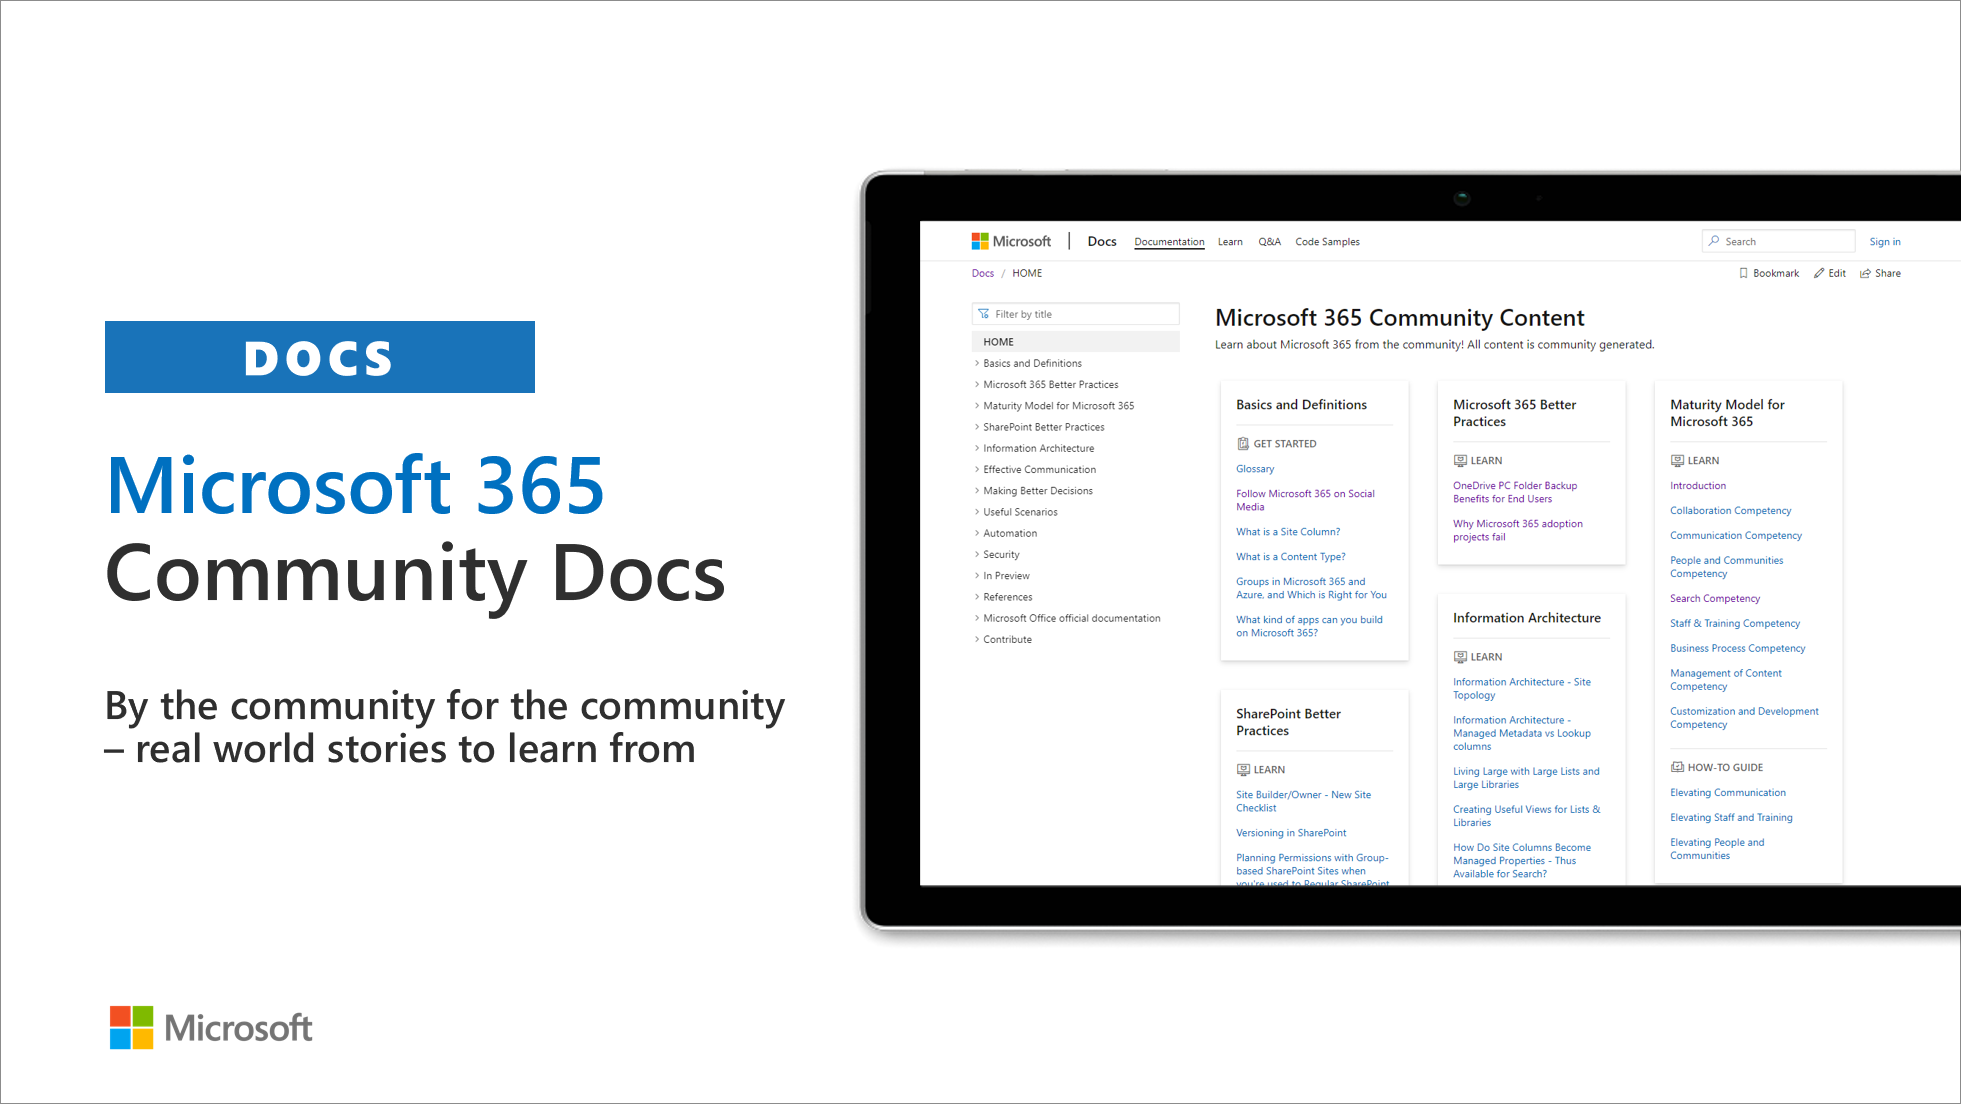 DOCS
Microsoft 365
Community Docs
By the community for the community
– real world stories to learn from
Microsoft
Microsoft | Docs Documentation Learn Q&A Code Samples Search Sign in
Docs / HOME Bookmark Edit Share
Filter by title
HOME
Basics and Definitions
Microsoft 365 Better Practices
Maturity Model for Microsoft 365
SharePoint Better Practices
Information Architecture
Effective Communication
Making Better Decisions
Useful Scenarios
Automation
Security
In Preview
References
Microsoft Office official documentation
Contribute
Microsoft 365 Community Content
Learn about Microsoft 365 from the community! All content is community generated.
Basics and Definitions
GET STARTED
Glossary
Follow Microsoft 365 on Social
Media
What is a Site Column?
What is a Content Type?
Groups in Microsoft 365 and
Azure, and Which is Right for You
What kind of apps can you build
on Microsoft 365?
SharePoint Better
Practices
LEARN
Site Builder/Owner - New Site
Checklist
Versioning in SharePoint
Planning Permissions with Group-
based SharePoint Sites when
you're used to Regular SharePoint
Microsoft 365 Better
Practices
LEARN
OneDrive PC Folder Backup
Benefits for End Users
Why Microsoft 365 adoption
projects fail
Information Architecture
LEARN
Information Architecture - Site
Topology
Information Architecture -
Managed Metadata vs Lookup
columns
Living Large with Large Lists and
Large Libraries
Creating Useful Views for Lists &
Libraries
How Do Site Columns Become
Managed Properties - Thus
Available for Search?
Maturity Model for
Microsoft 365
LEARN
Introduction
Collaboration Competency
Communication Competency
People and Communities
Competency
Search Competency
Staff & Training Competency
Business Process Competency
Management of Content
Competency
Customization and Development
Competency
HOW-TO GUIDE
Elevating Communication
Elevating Staff and Training
Elevating People and
Communities